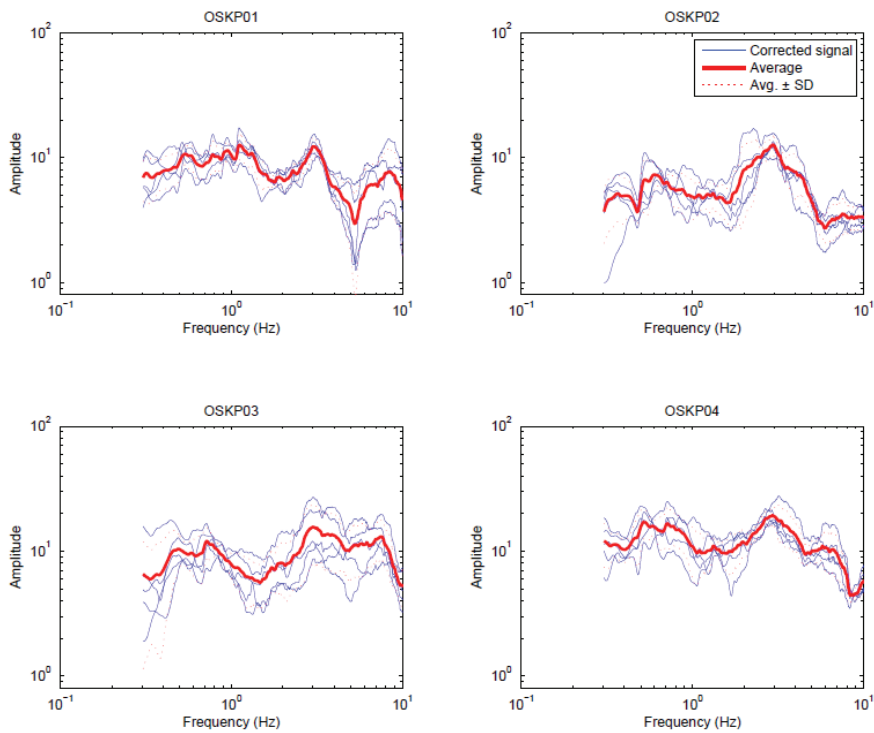 OSKP01
10^2
10^1
10^0
Amplitude
10^-1
10^0
10^1
Frequency (Hz)
OSKP02
Corrected signal
Average
Avg. ± SD
10^2
10^1
10^0
Amplitude
10^-1
10^0
10^1
Frequency (Hz)
OSKP03
10^2
10^1
10^0
Amplitude
10^-1
10^0
10^1
Frequency (Hz)
OSKP04
10^2
10^1
10^0
Amplitude
10^-1
10^0
10^1
Frequency (Hz)